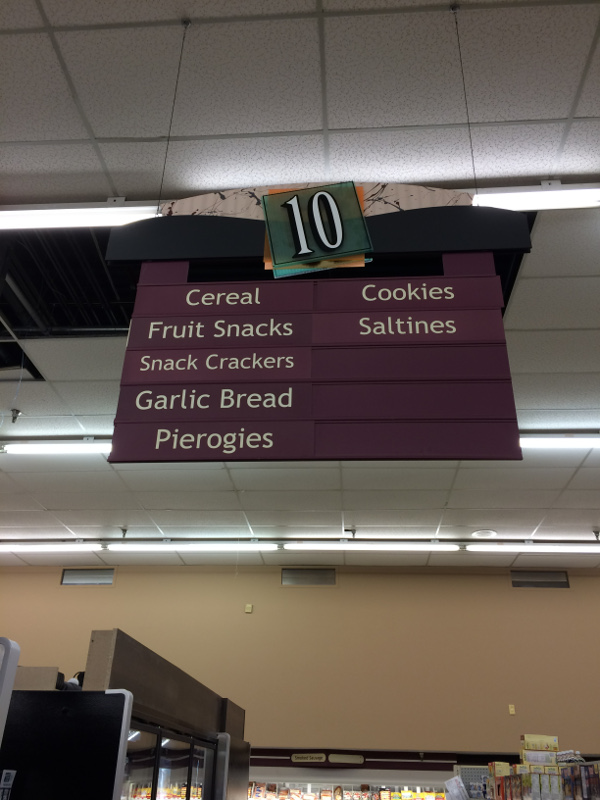 10
Cereal Cookies
Fruit Snacks Saltines
Snack Crackers
Garlic Bread
Pierogies